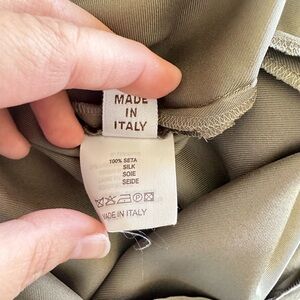 MADE
IN
ITALY
100% SETA
SILK
SOIE
SEIDE
MADE IN ITALY